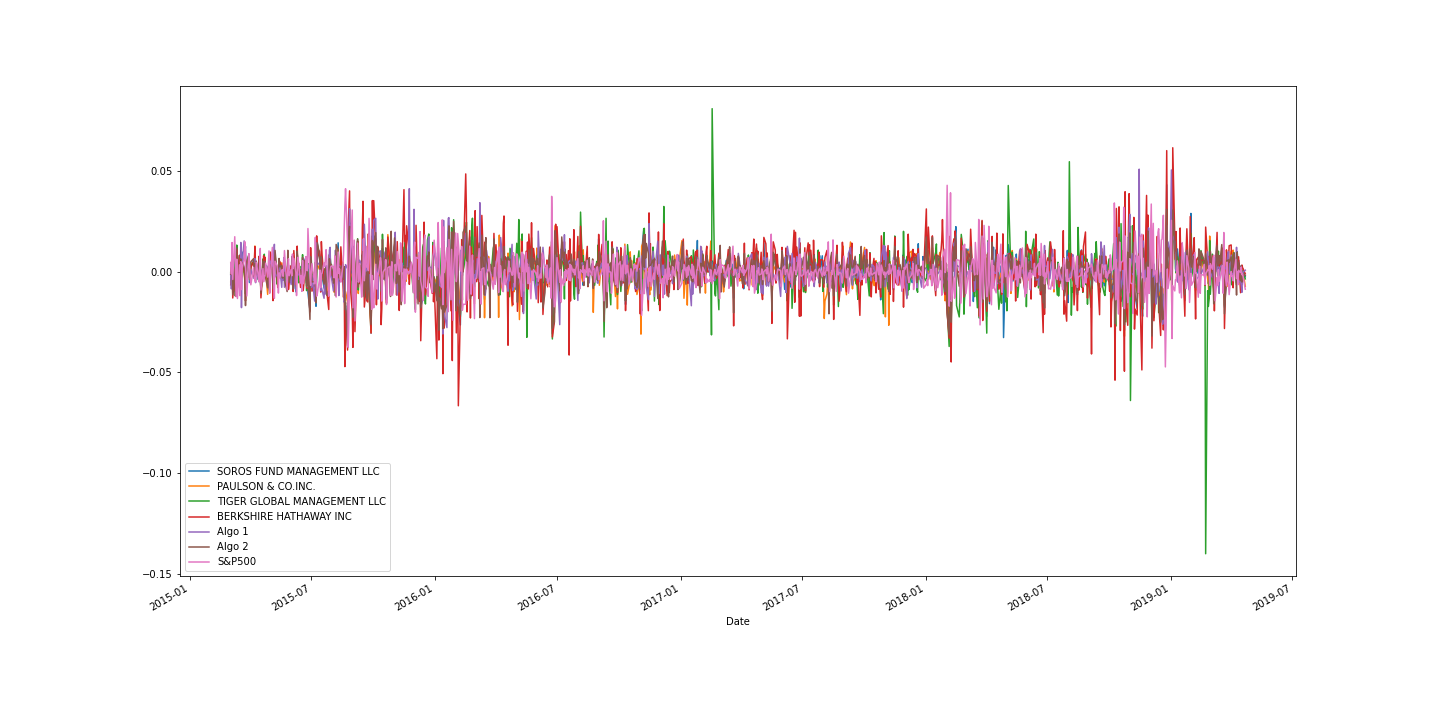 0.05
0.00
−0.05
−0.10
−0.15
SOROS FUND MANAGEMENT LLC
PAULSON & CO.INC.
TIGER GLOBAL MANAGEMENT LLC
BERKSHIRE HATHAWAY INC
Algo 1
Algo 2
S&P500
2015-01
2015-07
2016-01
2016-07
2017-01
2017-07
2018-01
2018-07
2019-01
2019-07
Date